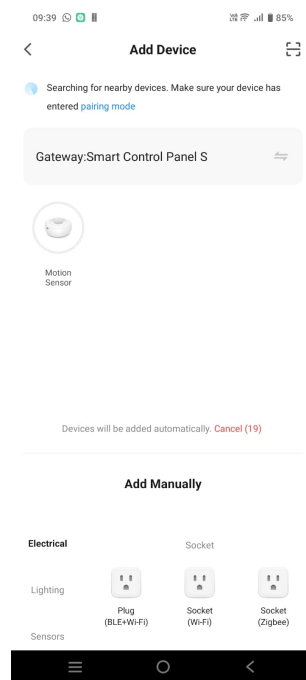 09:39
85%
Add Device
Searching for nearby devices. Make sure your device has
entered pairing mode
Gateway:Smart Control Panel S
Motion
Sensor
Devices will be added automatically. Cancel (19)
Add Manually
Electrical
Socket
Lighting
Plug
(BLE+Wi-Fi)
Socket
(Wi-Fi)
Socket
(Zigbee)
Sensors